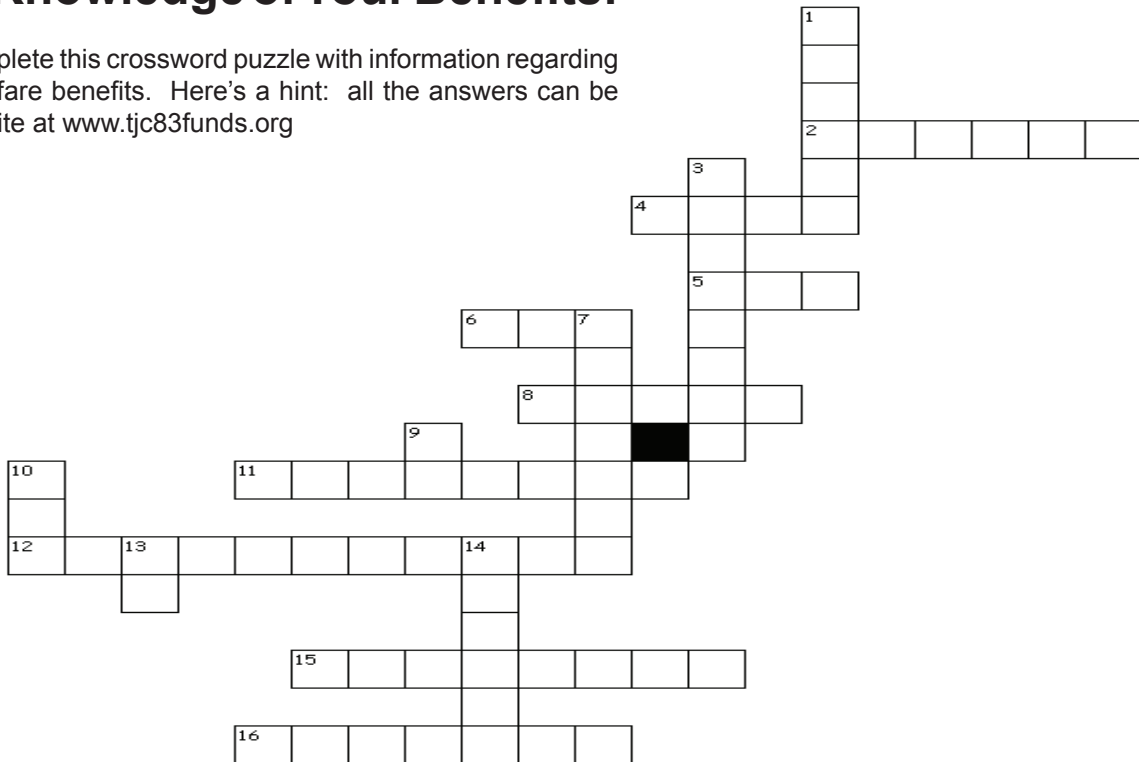 Knowledge of Your Benefits!
plete this crossword puzzle with information regarding
fare benefits. Here's a hint: all the answers can be
ite at www.tjc83funds.org
1
2
3
4
5
6 7
8
9
10 11
12 13 14
15
16